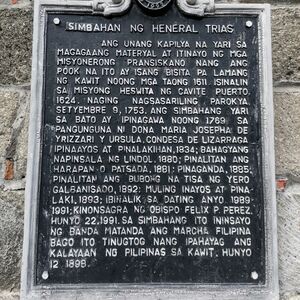 1952
SIMBAHAN NG HENERAL TRIAS
ANG UNANG KAPILYA NA YARI SA
MAGAGAANG MATERYAL AT ITINAYO NG MGA
MISYONERONG PRANSISKANO NANG ANG
POOK NA ITO AY ISANG BISITA PA LAMANG
NG KAWIT NOONG MGA TAONG 1611 ISINALIN
SA MISYONG HESWITA NG CAVITE PUERTO,
1624. NAGING NAGSASARILING PAROKYA,
SETYEMBRE 9, 1753. ANG SIMBAHANG YARI
SA BATO AY IPINAGAWA NOONG 1769 SA
PANGUNGUNA NI DONA MARIA JOSEPHA DE
YRIZZARI Y URSULA, CONDESA DE LIZARRAGA
IPINAAYOS AT PINALAKIHAN, 1834; BAHAGYANG
NAPINSALA NG LINDOL, 1880; PINALITAN ANG
HARAPAN O PATSADA, 1881; PINAGANDA, 1885;
PINALITAN ANG BUBONG NA TISA NG YERO
GALBANISADO, 1892; MULING INAYOS AT PINA-
LAKI, 1893; IBINALIK SA DATING ANYO 1989
1991; KINONSAGRA NG OBISPO FELIX P. PEREZ,
HUNYO 22, 1991. SA SIMBAHANG ITO INNSAYO
NG BANDA MATANDA ANG MARCHA FILIPINA
BAGO ITO TINUGTOG NANG IPAHAYAG ANG
KALAYAAN NG PILIPINAS SA KAWIT, HUNYO
12 1898.